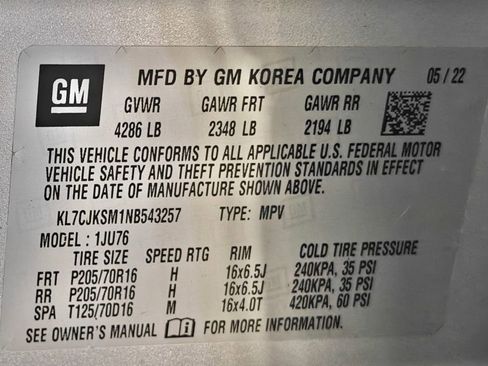 GM
MFD BY GM KOREA COMPANY 05 / 22
GVWR GAWR FRT GAWR RR
4286 LB 2348 LB 2194 LB
THIS VEHICLE CONFORMS TO ALL APPLICABLE U.S. FEDERAL MOTOR
VEHICLE SAFETY AND THEFT PREVENTION STANDARDS IN EFFECT
ON THE DATE OF MANUFACTURE SHOWN ABOVE.
KL7CJKSM1NB543257 TYPE: MPV
MODEL : 1JU76
TIRE SIZE SPEED RTG RIM COLD TIRE PRESSURE
FRT P205/70R16 H 16x6.5J 240KPA, 35 PSI
RR P205/70R16 H 16x6.5J 240KPA, 35 PSI
SPA T125/70D16 M 16x4.0T 420KPA, 60 PSI
SEE OWNER'S MANUAL FOR MORE INFORMATION.